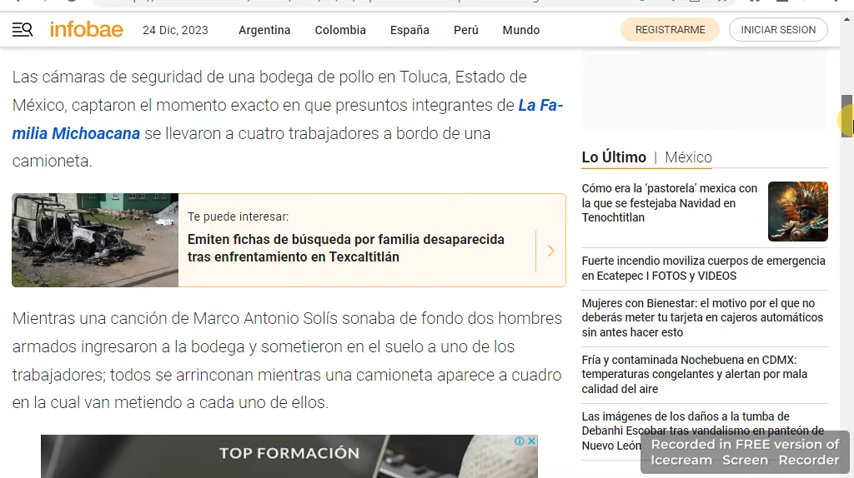 infobae
24 Dic, 2023
Argentina
Colombia
España
Perú
Mundo
REGISTRARME
INICIAR SESION
Las cámaras de seguridad de una bodega de pollo en Toluca, Estado de
México, captaron el momento exacto en que presuntos integrantes de La Fa-
milia Michoacana se llevaron a cuatro trabajadores a bordo de una
camioneta.
Te puede interesar:
Emiten fichas de búsqueda por familia desaparecida
tras enfrentamiento en Texcaltitlán
Mientras una canción de Marco Antonio Solís sonaba de fondo dos hombres
armados ingresaron a la bodega y sometieron en el suelo a uno de los
trabajadores; todos se arrinconan mientras una camioneta aparece a cuadro
en la cual van metiendo a cada uno de ellos.
TOP FORMACIÓN
Lo Último | México
Cómo era la ‘pastorela’ mexica con
la que se festejaba Navidad en
Tenochtitlan
Fuerte incendio moviliza cuerpos de emergencia
en Ecatepec I FOTOS y VIDEOS
Mujeres con Bienestar: el motivo por el que no
deberás meter tu tarjeta en cajeros automáticos
sin antes hacer esto
Fría y contaminada Nochebuena en CDMX:
temperaturas congelantes y alertan por mala
calidad del aire
Las imágenes de los daños a la tumba de
Debanhi Escobar tras vandalismo en panteón de
Nuevo León
Recorded in FREE version of
Icecream Screen Recorder